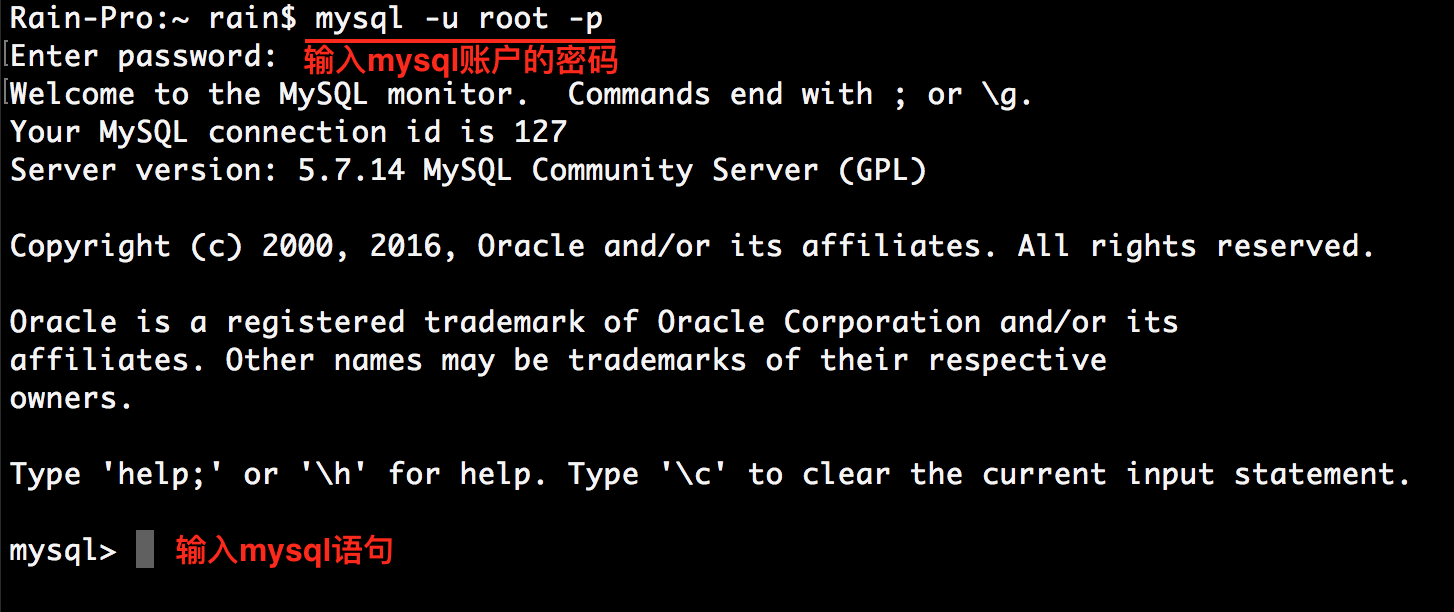 Rain-Pro:~ rain$ mysql -u root -p
Enter password: 输入mysql账户的密码
Welcome to the MySQL monitor.  Commands end with ; or \g.
Your MySQL connection id is 127
Server version: 5.7.14 MySQL Community Server (GPL)
Copyright (c) 2000, 2016, Oracle and/or its affiliates. All rights reserved.
Oracle is a registered trademark of Oracle Corporation and/or its
affiliates. Other names may be trademarks of their respective
owners.
Type 'help;' or '\h' for help. Type '\c' to clear the current input statement.
mysql> 输入mysql语句